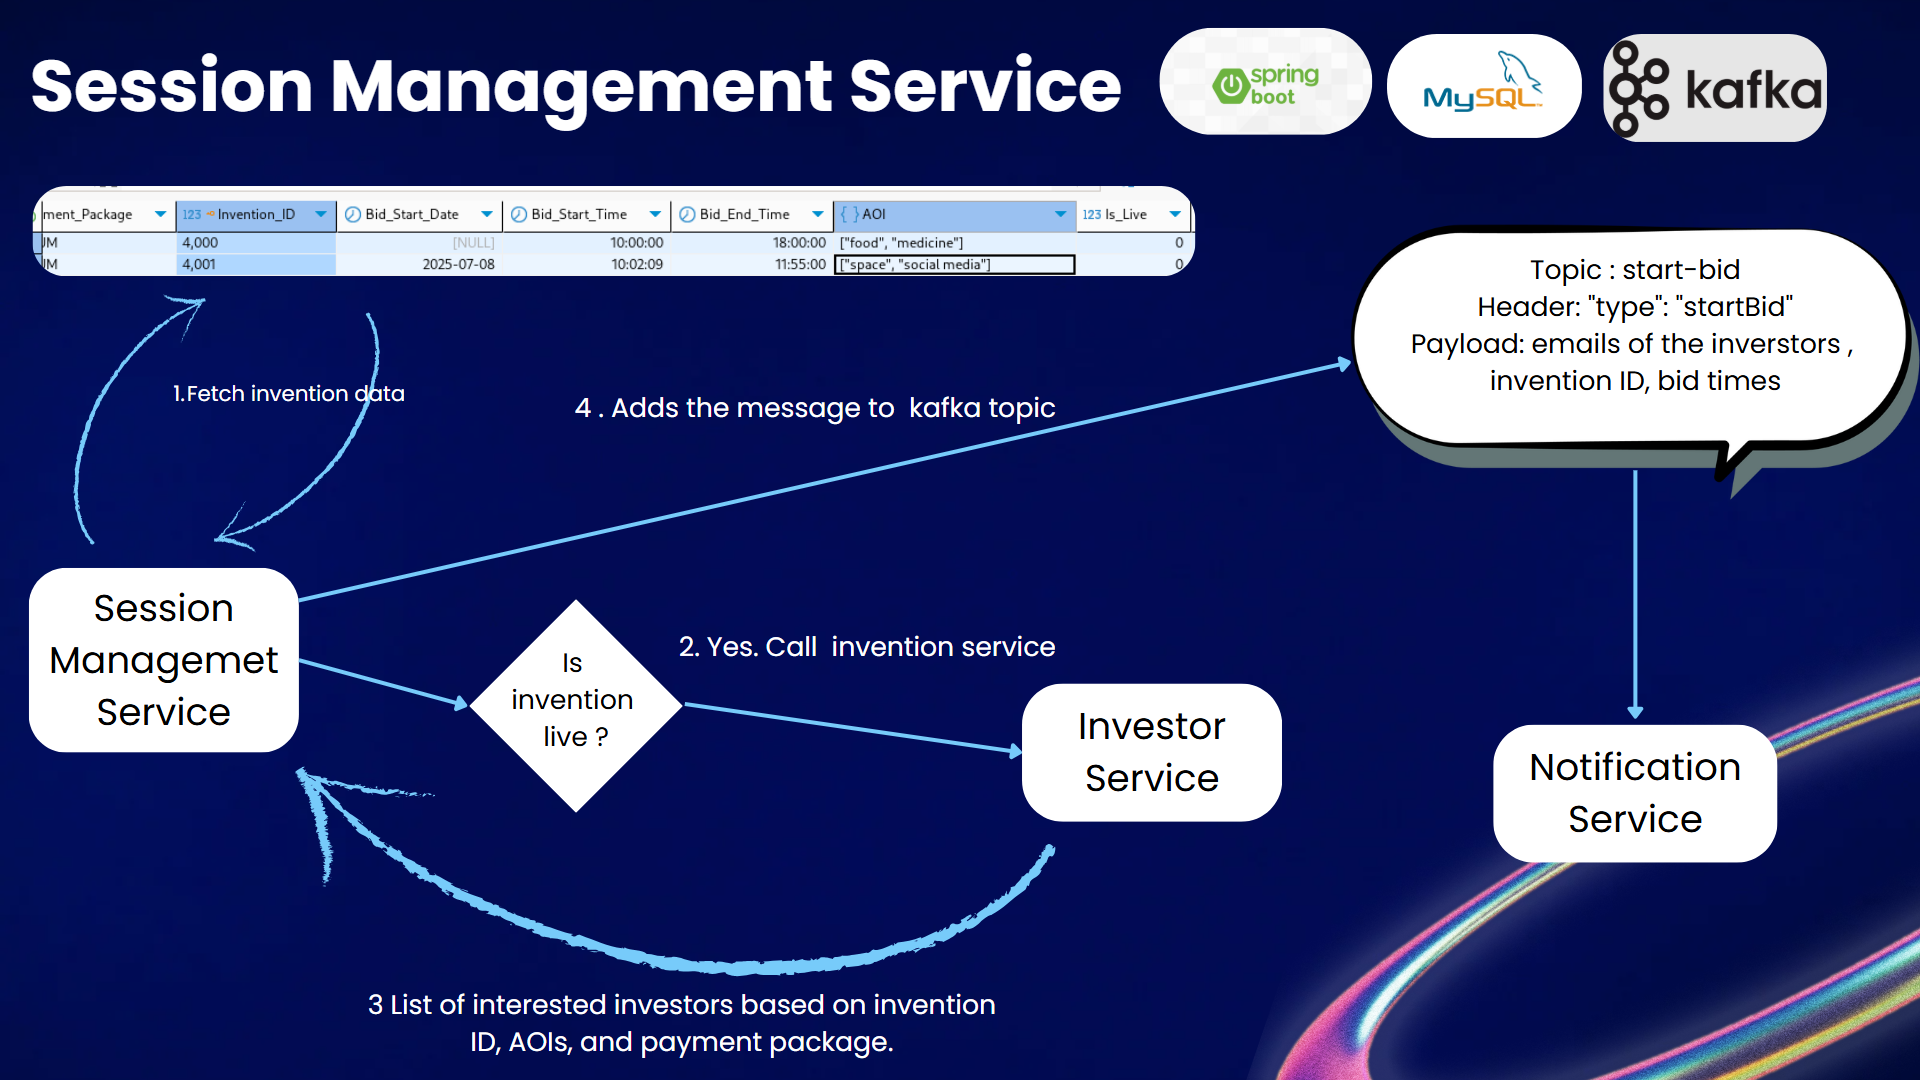 Session Management Service
spring
boot
MySQL
kafka
ment_Package 123 Invention_ID Bid_Start_Date Bid_Start_Time Bid_End_Time { } AOI 123 Is_Live
4,000 [NULL] 10:00:00 18:00:00 ["food", "medicine"] 0
4,001 2025-07-08 10:02:09 11:55:00 ["space", "social media"] 0
Topic : start-bid
Header: "type": "startBid"
Payload: emails of the inverstors ,
invention ID, bid times
1.Fetch invention data
4 . Adds the message to kafka topic
Session
Managemet
Service
Is
invention
live ?
2. Yes. Call invention service
Investor
Service
Notification
Service
3 List of interested investors based on invention
ID, AOIs, and payment package.